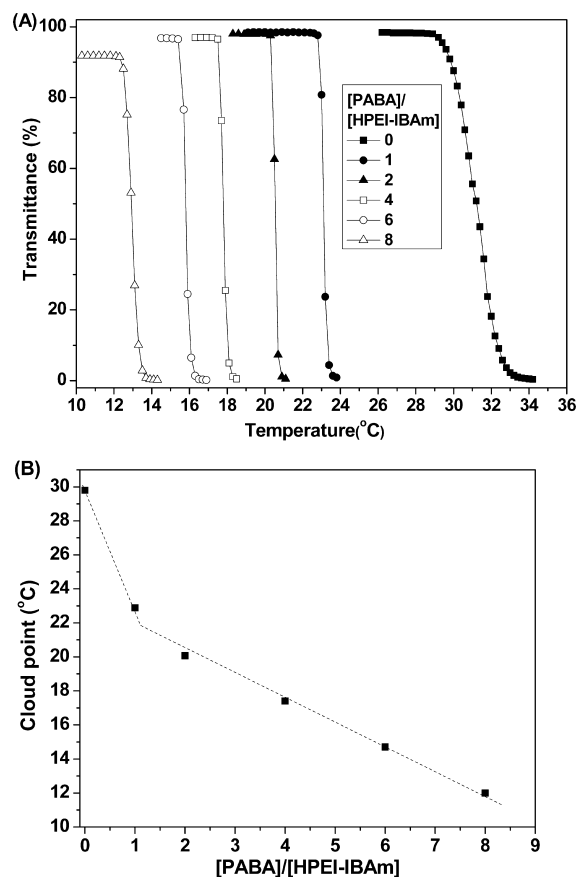 (A)
100
80
60
40
20
0
Transmittance (%)
[PABA]/
[HPEI-IBAm]
0
1
2
4
6
8
10 12 14 16 18 20 22 24 26 28 30 32 34 36
Temperature(°C)
(B)
30
28
26
24
22
20
18
16
14
12
10
Cloud point (°C)
0 1 2 3 4 5 6 7 8 9
[PABA]/[HPEI-IBAm]